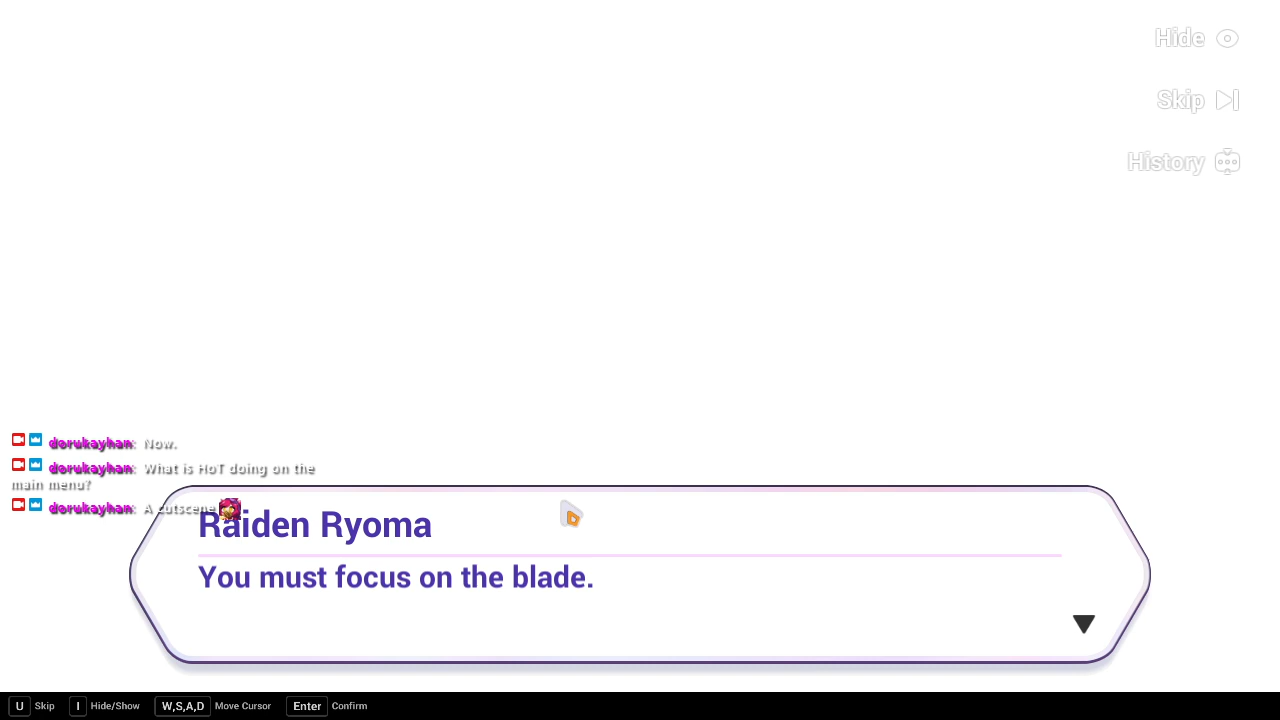 Hide
Skip
History
dorukayhan: Now.
dorukayhan: What is HoT doing on the
main menu?
dorukayhan: A cutscene
Raiden Ryoma
You must focus on the blade.
U Skip I Hide/Show W,S,A,D Move Cursor Enter Confirm